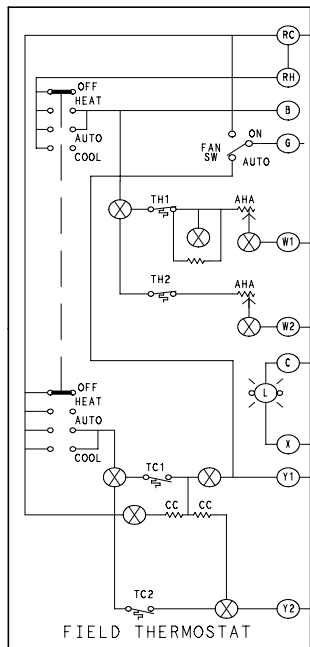 RC
RH
OFF
HEAT
B
AUTO
ON
G
COOL
FAN
SW
AUTO
TH1
AHA
W1
TH2
AHA
W2
C
L
OFF
HEAT
AUTO
X
COOL
TC1
Y1
CC
CC
TC2
Y2
FIELD THERMOSTAT